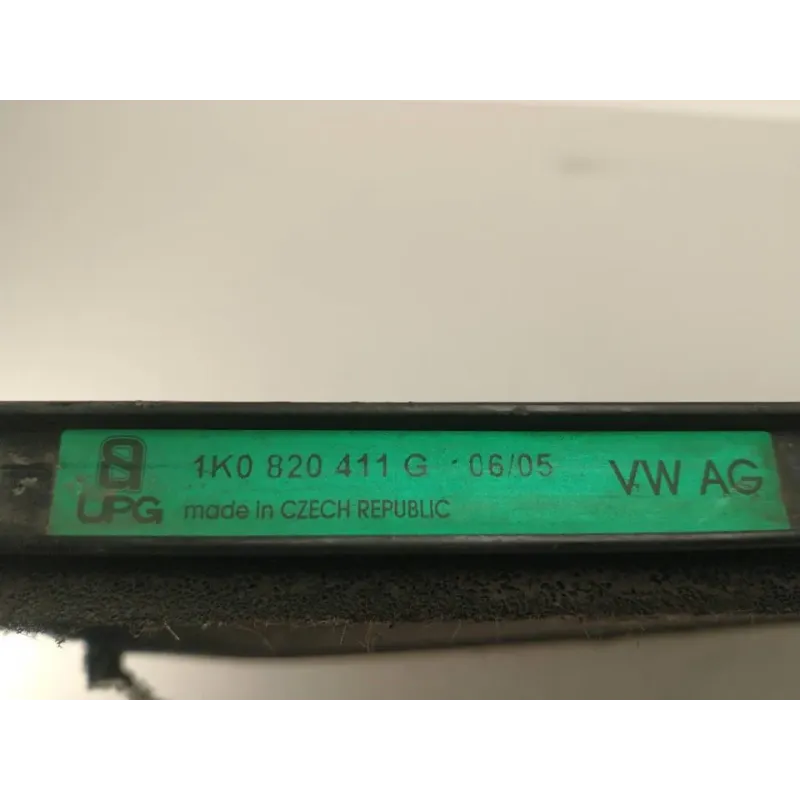 1K0 820 411 G 06/05 VW AG
UPG made in CZECH REPUBLIC